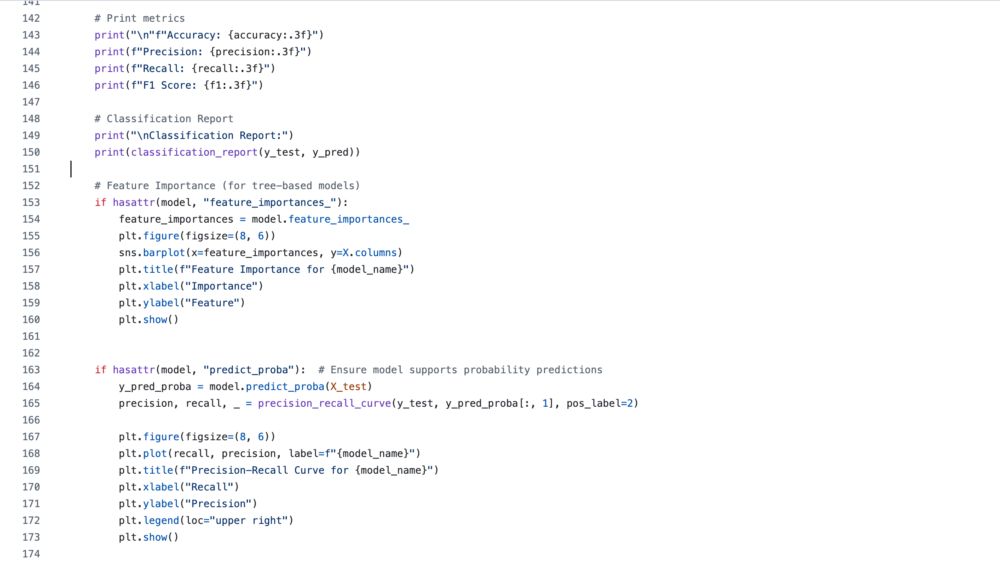 141
142 # Print metrics
143 print("\n"f"Accuracy: {accuracy:.3f}")
144 print(f"Precision: {precision:.3f}")
145 print(f"Recall: {recall:.3f}")
146 print(f"F1 Score: {f1:.3f}")
147
148 # Classification Report
149 print("\nClassification Report:")
150 print(classification_report(y_test, y_pred))
151
152 # Feature Importance (for tree-based models)
153 if hasattr(model, "feature_importances_"):
154 feature_importances = model.feature_importances_
155 plt.figure(figsize=(8, 6))
156 sns.barplot(x=feature_importances, y=X.columns)
157 plt.title(f"Feature Importance for {model_name}")
158 plt.xlabel("Importance")
159 plt.ylabel("Feature")
160 plt.show()
161
162
163 if hasattr(model, "predict_proba"):  # Ensure model supports probability predictions
164 y_pred_proba = model.predict_proba(X_test)
165 precision, recall, _ = precision_recall_curve(y_test, y_pred_proba[:, 1], pos_label=2)
166
167 plt.figure(figsize=(8, 6))
168 plt.plot(recall, precision, label=f"{model_name}")
169 plt.title(f"Precision-Recall Curve for {model_name}")
170 plt.xlabel("Recall")
171 plt.ylabel("Precision")
172 plt.legend(loc="upper right")
173 plt.show()
174